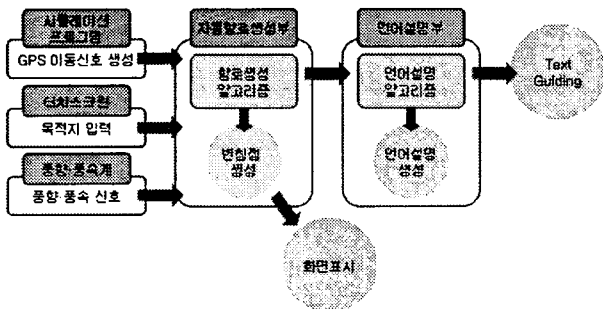 시뮬레이션
프로그램
GPS 이동신호 생성
터치스크린
목적지 입력
풍향·풍속계
풍향·풍속 신호
자동항로생성부
항로생성
알고리즘
변침점
생성
화면표시
언어설명부
언어설명
알고리즘
언어설명
생성
Text
Guiding